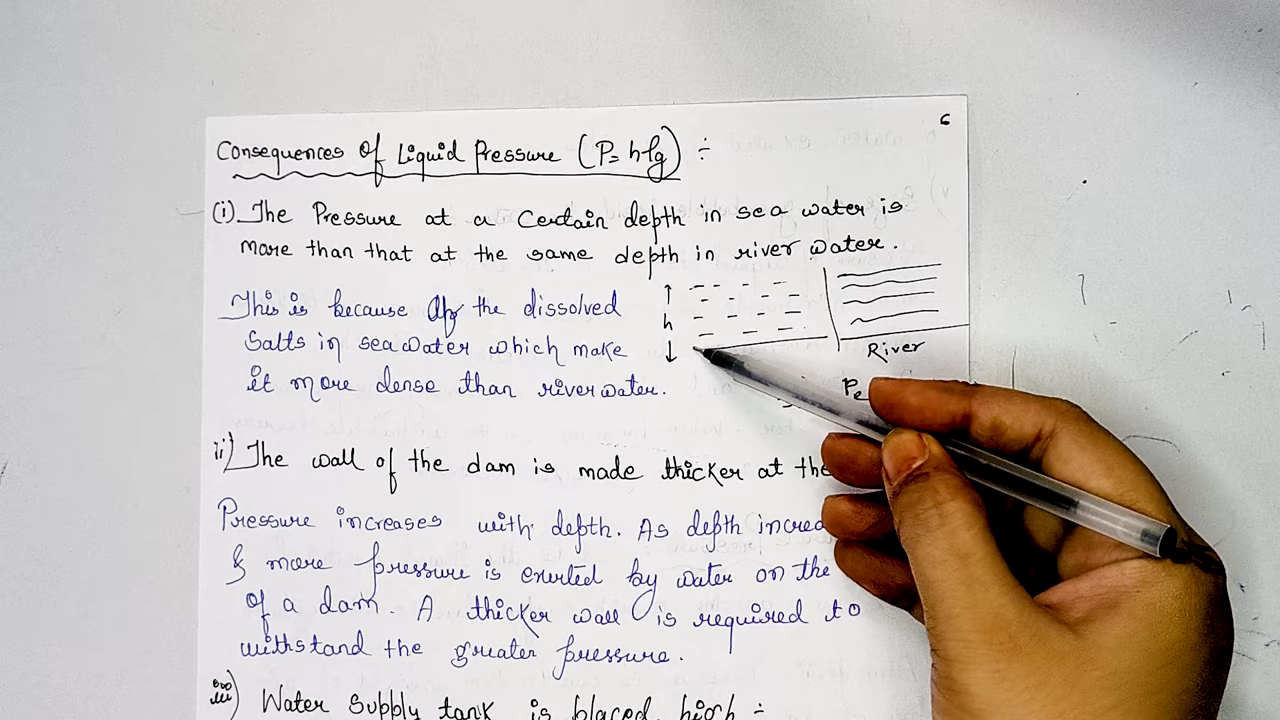 6
Consequences Of Liquid Pressure (P= hρg) ÷
(i) The Pressure at a Certain depth in sea water is
more than that at the same depth in river water.
This is because of the dissolved
Salts in sea water which make
it more dense than river water.
h
River
ii) The wall of the dam is made thicker at the
Pressure increases with depth. As depth
& more pressure is exerted by water on the
of a dam. A thicker wall is required to
withstand the greater pressure.
iii) Water Supply tank is placed high ÷